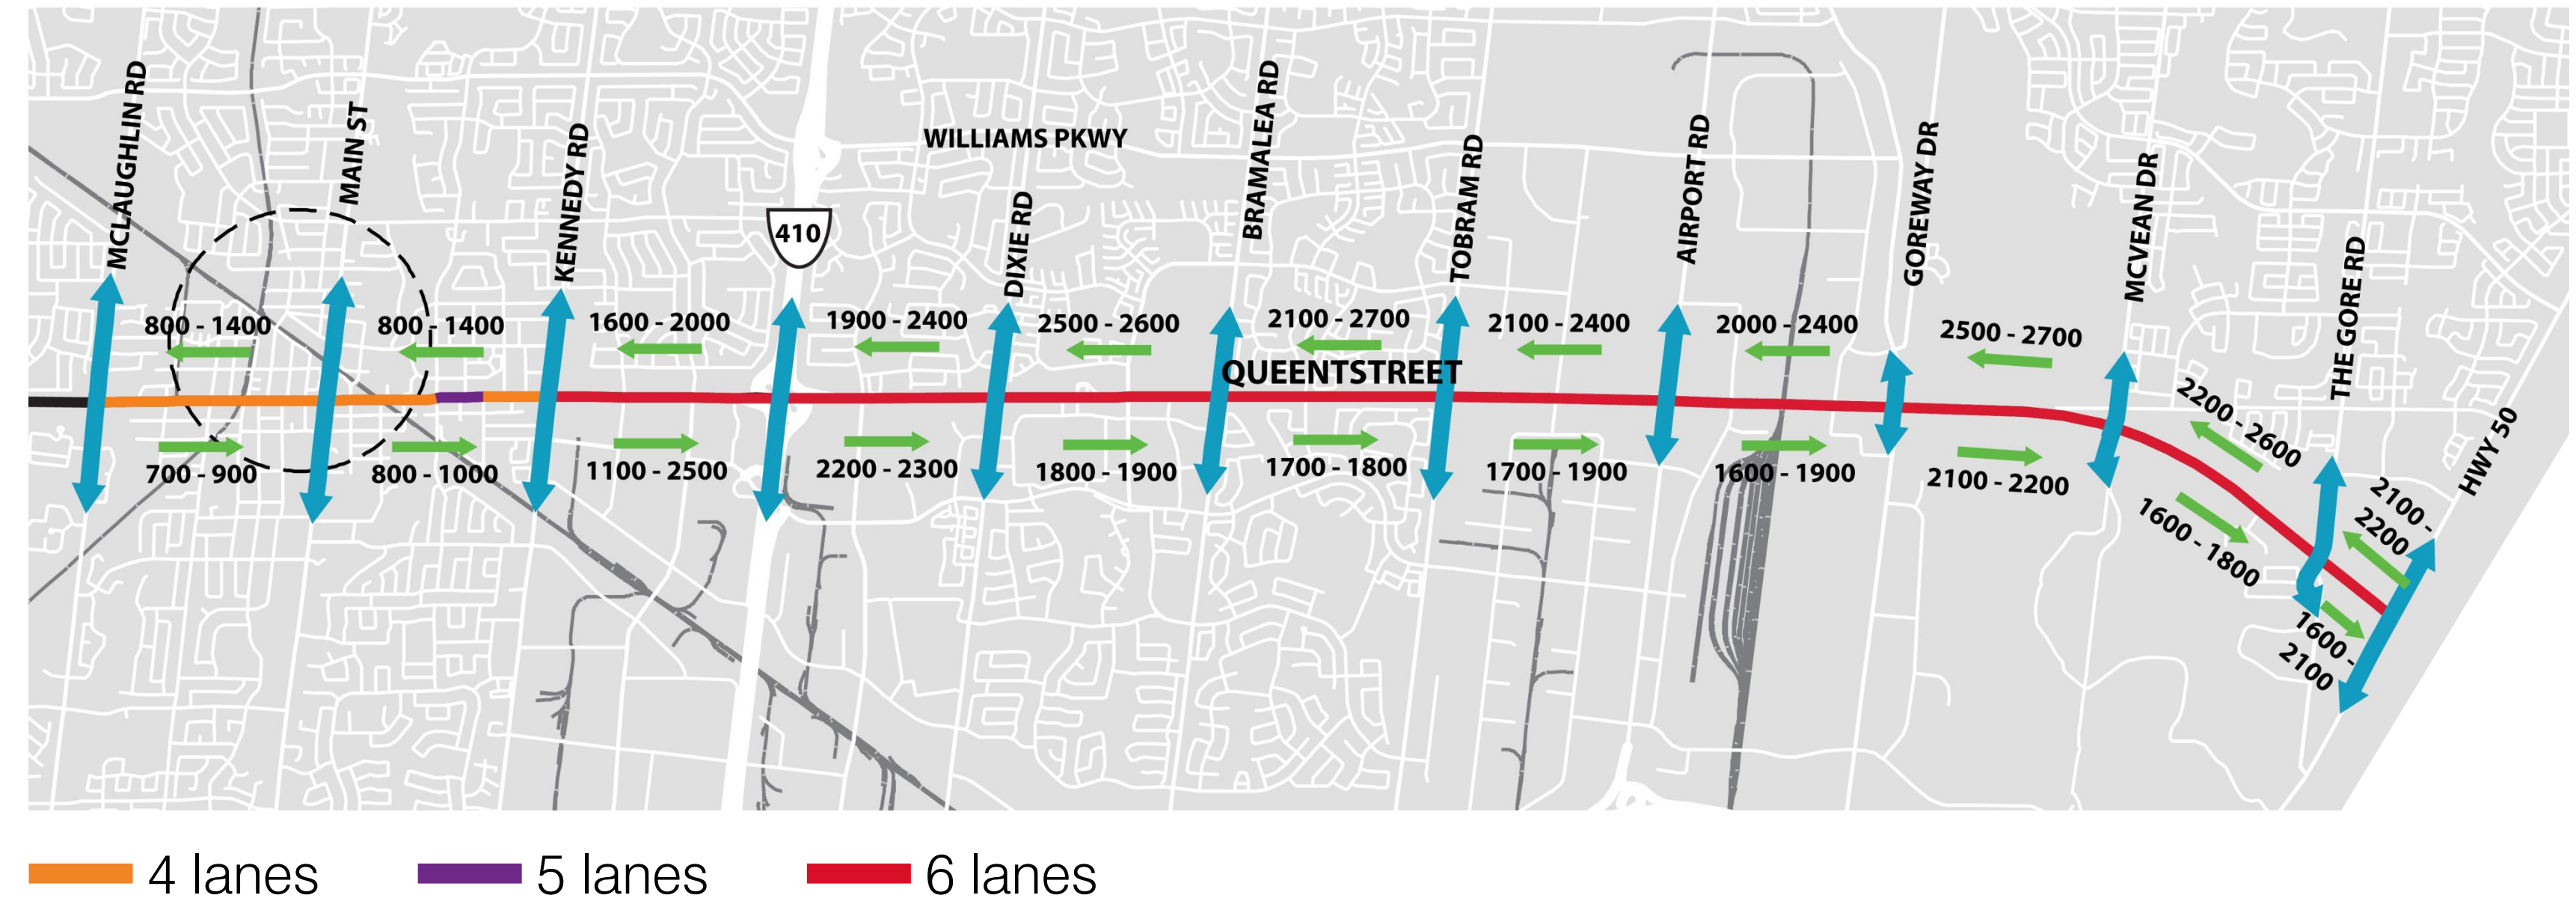 MCLAUGHLIN RD
MAIN ST
KENNEDY RD
410
WILLIAMS PKWY
DIXIE RD
BRAMALEA RD
TOBRAM RD
AIRPORT RD
GOREWAY DR
MCVEAN DR
THE GORE RD
HWY 50
800 - 1400
800 - 1400
1600 - 2000
1900 - 2400
2500 - 2600
2100 - 2700
2100 - 2400
2000 - 2400
2500 - 2700
2200 - 2600
2100 -
2200
QUEENTSTREET
700 - 900
800 - 1000
1100 - 2500
2200 - 2300
1800 - 1900
1700 - 1800
1700 - 1900
1600 - 1900
2100 - 2200
1600 - 1800
1600 -
2100
4 lanes
5 lanes
6 lanes